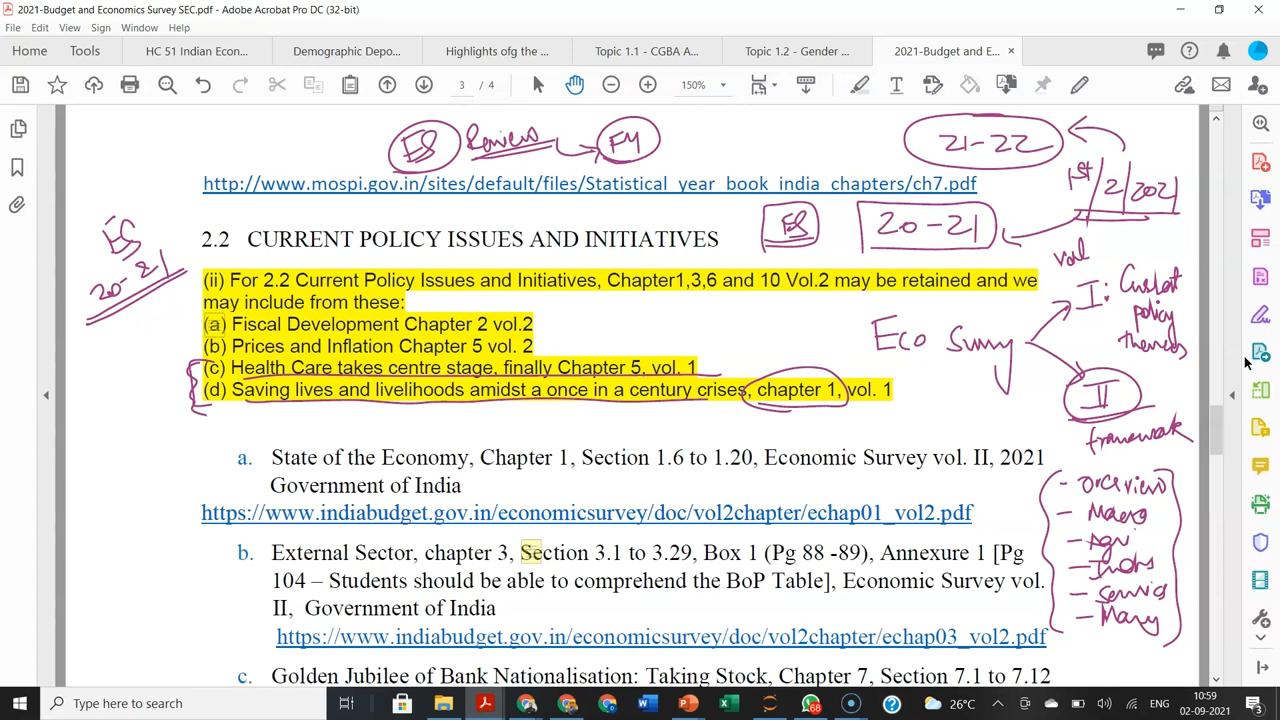 2021-Budget and Economics Survey SEC.pdf - Adobe Acrobat Pro DC (32-bit)
File Edit View Sign Window Help
Home Tools HC 51 Indian Econ... Demographic Depo... Highlights ofg the ... Topic 1.1 - CGBA A... Topic 1.2 - Gender ... 2021-Budget and E... ×
3 / 4 150%
ES Review FY 21-22
1st/2/2021
http://www.mospi.gov.in/sites/default/files/Statistical_year_book_india_chapters/ch7.pdf
ES 20-21
ES
20-21
2.2 CURRENT POLICY ISSUES AND INITIATIVES
(ii) For 2.2 Current Policy Issues and Initiatives, Chapter1,3,6 and 10 Vol.2 may be retained and we
may include from these:
(a) Fiscal Development Chapter 2 vol.2
(b) Prices and Inflation Chapter 5 vol. 2
(c) Health Care takes centre stage, finally Chapter 5, vol. 1
(d) Saving lives and livelihoods amidst a once in a century crises, chapter 1, vol. 1
vol
Eco Survey
I: Current
policy
themes
II
framework
- overview
- Macro
- Agri
- Inds
- service
- Many
a. State of the Economy, Chapter 1, Section 1.6 to 1.20, Economic Survey vol. II, 2021
Government of India
https://www.indiabudget.gov.in/economicsurvey/doc/vol2chapter/echap01_vol2.pdf
b. External Sector, chapter 3, Section 3.1 to 3.29, Box 1 (Pg 88 -89), Annexure 1 [Pg
104 – Students should be able to comprehend the BoP Table], Economic Survey vol.
II, Government of India
https://www.indiabudget.gov.in/economicsurvey/doc/vol2chapter/echap03_vol2.pdf
c. Golden Jubilee of Bank Nationalisation: Taking Stock, Chapter 7, Section 7.1 to 7.12
Type here to search
68
26°C ENG
10:59
02-09-2021
3